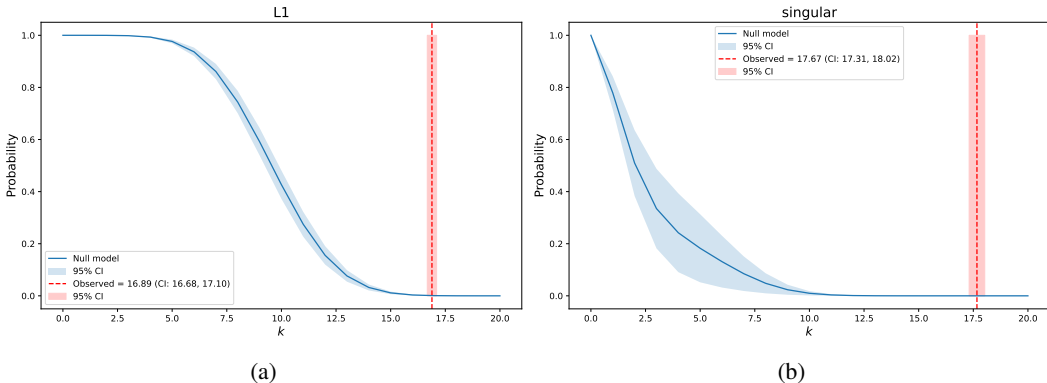 L1
Probability
1.0
0.8
0.6
0.4
0.2
0.0
Null model
95% CI
Observed = 16.89 (CI: 16.68, 17.10)
95% CI
0.0 2.5 5.0 7.5 10.0 12.5 15.0 17.5 20.0
k
(a)
singular
Probability
1.0
0.8
0.6
0.4
0.2
0.0
Null model
95% CI
Observed = 17.67 (CI: 17.31, 18.02)
95% CI
0.0 2.5 5.0 7.5 10.0 12.5 15.0 17.5 20.0
k
(b)